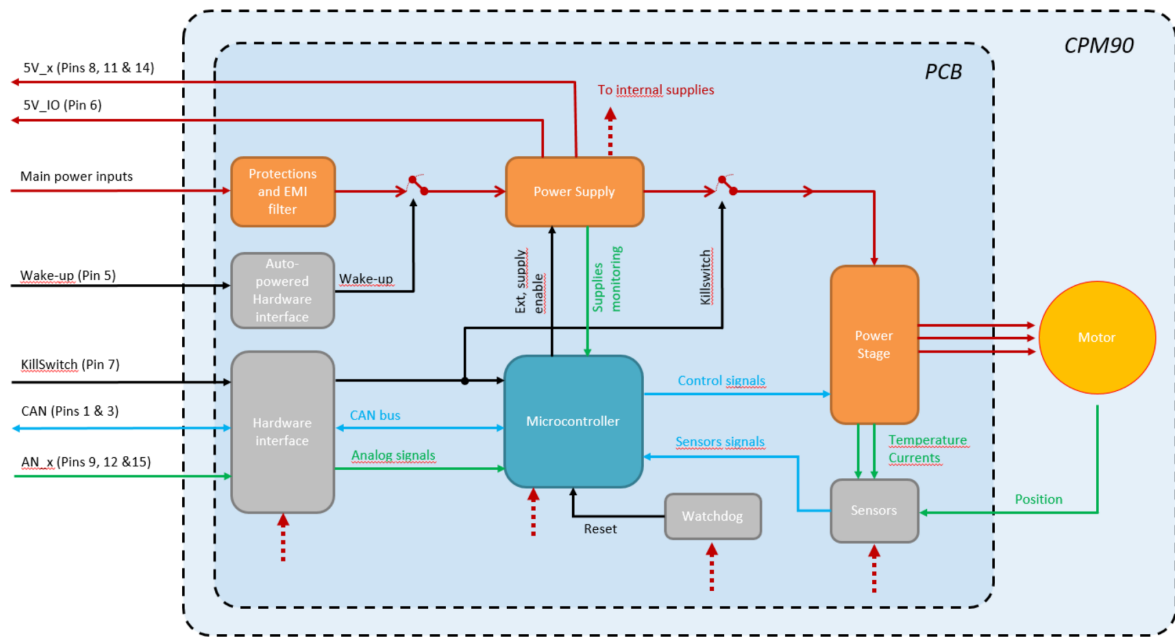 CPM90
PCB
5V_x (Pins 8, 11 & 14)
5V_IO (Pin 6)
To internal supplies
Main power inputs
Protections
and EMI
filter
Power Supply
Wake-up (Pin 5)
Auto-
powered
Hardware
interface
Wake-up
Ext, supply
enable
Supplies
monitoring
Killswitch
Power
Stage
Motor
KillSwitch (Pin 7)
CAN (Pins 1 & 3)
AN_x (Pins 9, 12 &15)
Hardware
interface
CAN bus
Analog signals
Microcontroller
Control signals
Sensors signals
Temperature
Currents
Position
Reset
Watchdog
Sensors